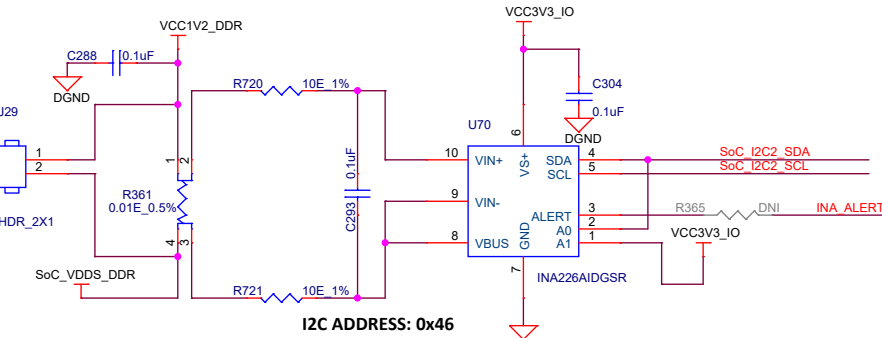 VCC3V3_IO
VCC1V2_DDR
C288 0.1uF
DGND
R720 10E_1%
C304
0.1uF
DGND
J29
1
2
HDR_2X1
1 2
R361
0.01E_0.5%
4 3
0.1uF
C293
U70
6
VS+
10 VIN+
9 VIN-
8 VBUS
SDA 4 SoC_I2C2_SDA
SCL 5 SoC_I2C2_SCL
ALERT 3 R365 DNI INA_ALERT
A0 2
A1 1
VCC3V3_IO
GND
7
INA226AIDGSR
SoC_VDDS_DDR
R721 10E_1%
I2C ADDRESS: 0x46